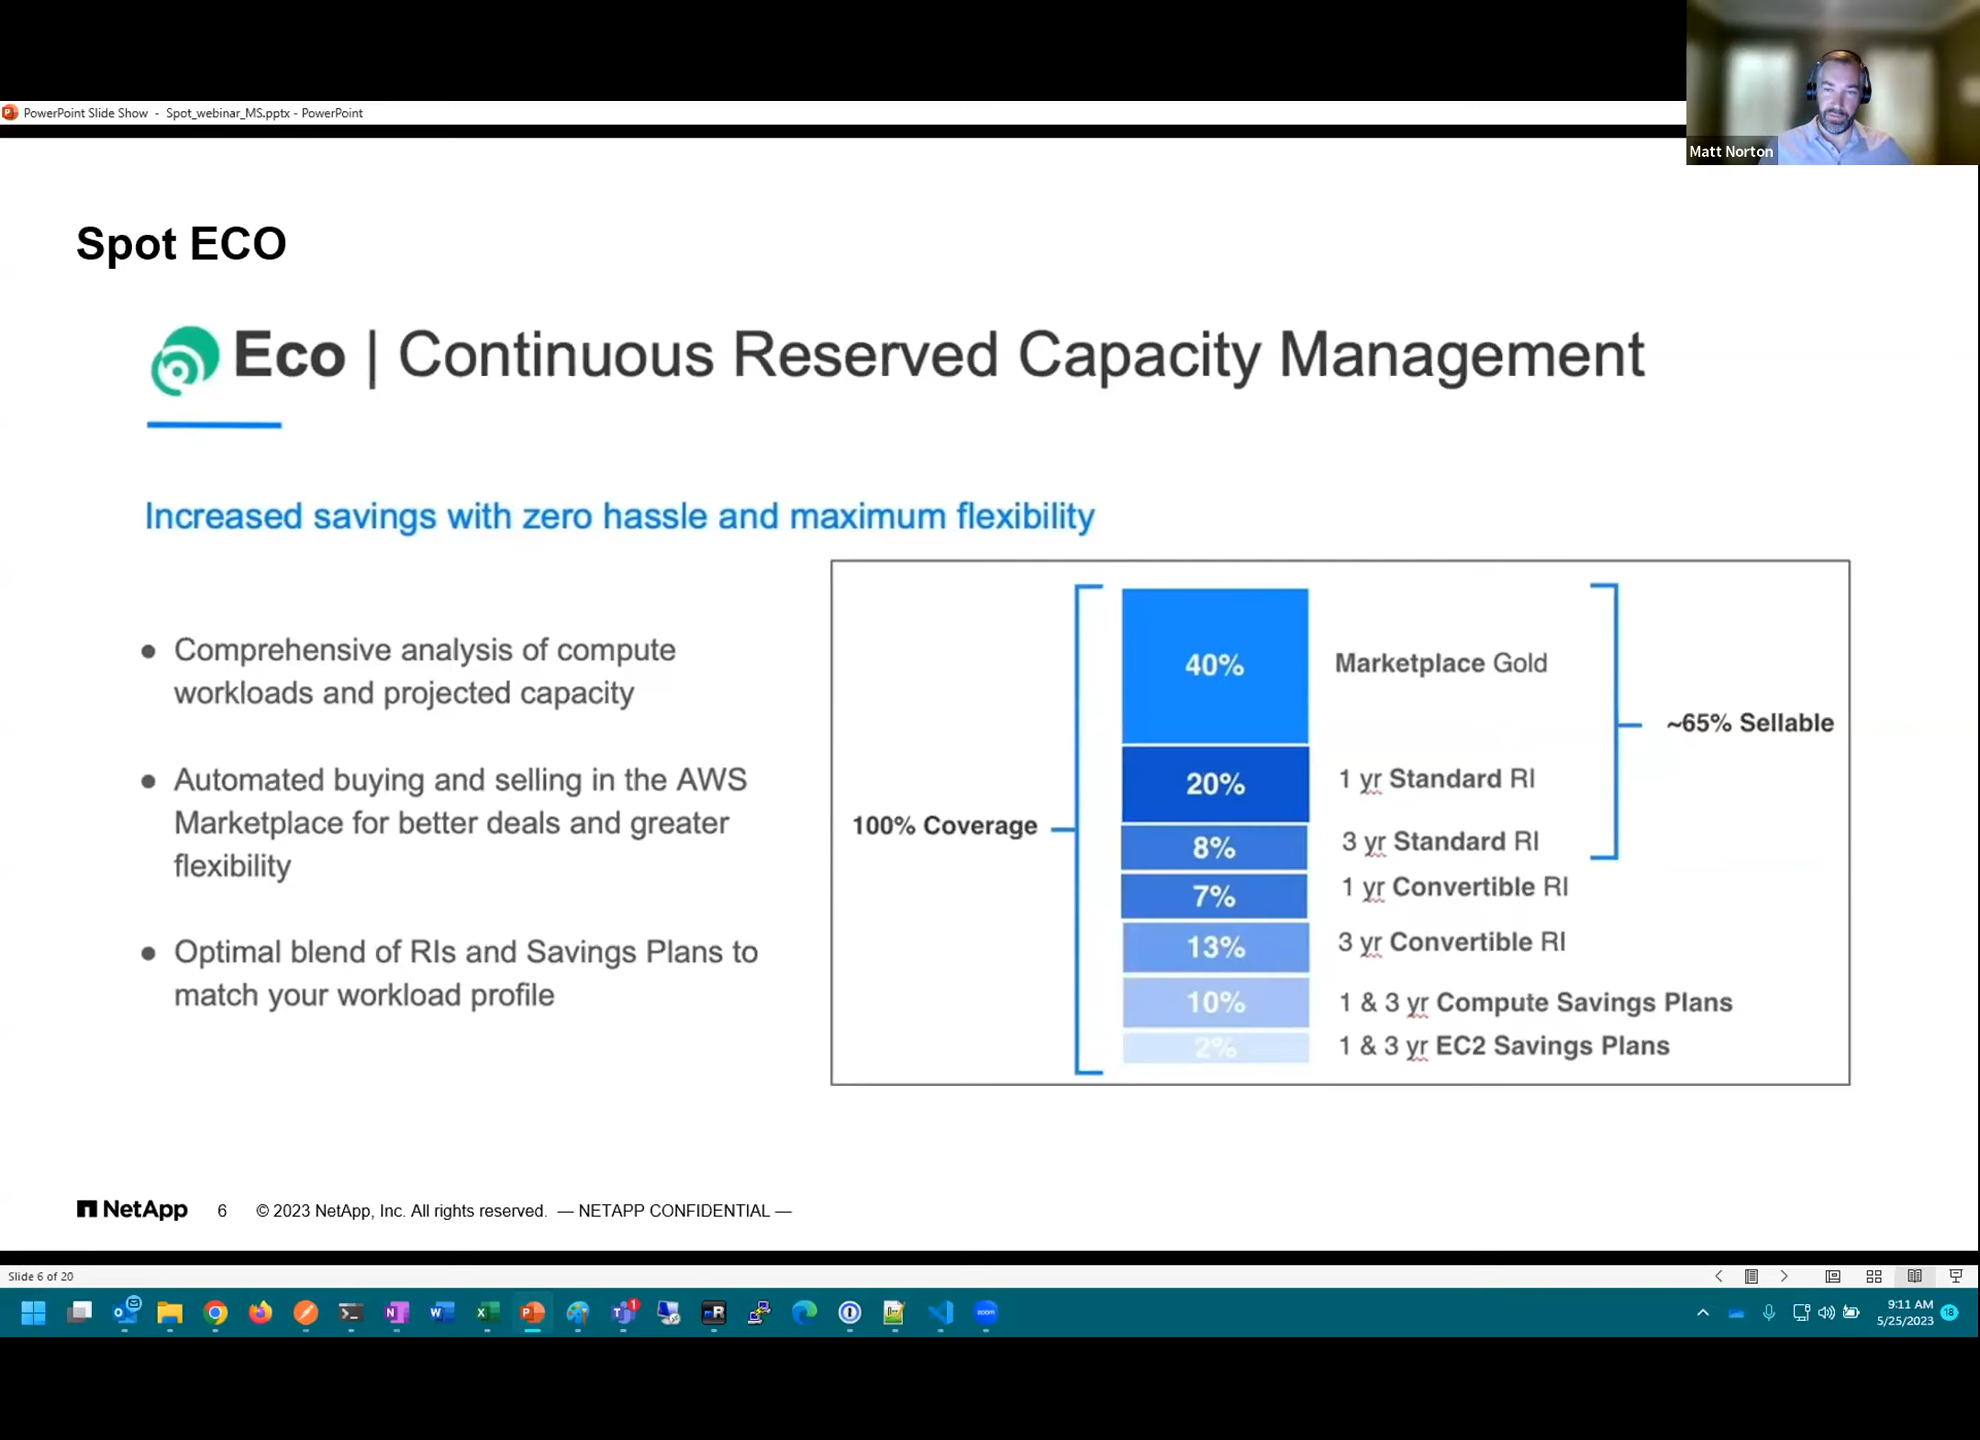 PowerPoint Slide Show - Spot_webinar_MS.pptx - PowerPoint
Matt Norton
Spot ECO
Eco | Continuous Reserved Capacity Management
Increased savings with zero hassle and maximum flexibility
● Comprehensive analysis of compute
workloads and projected capacity
● Automated buying and selling in the AWS
Marketplace for better deals and greater
flexibility
● Optimal blend of RIs and Savings Plans to
match your workload profile
100% Coverage
40% Marketplace Gold
20% 1 yr Standard RI
8% 3 yr Standard RI
7% 1 yr Convertible RI
13% 3 yr Convertible RI
10% 1 & 3 yr Compute Savings Plans
2% 1 & 3 yr EC2 Savings Plans
~65% Sellable
NetApp 6 © 2023 NetApp, Inc. All rights reserved. — NETAPP CONFIDENTIAL —
Slide 6 of 20
9:11 AM
5/25/2023
18